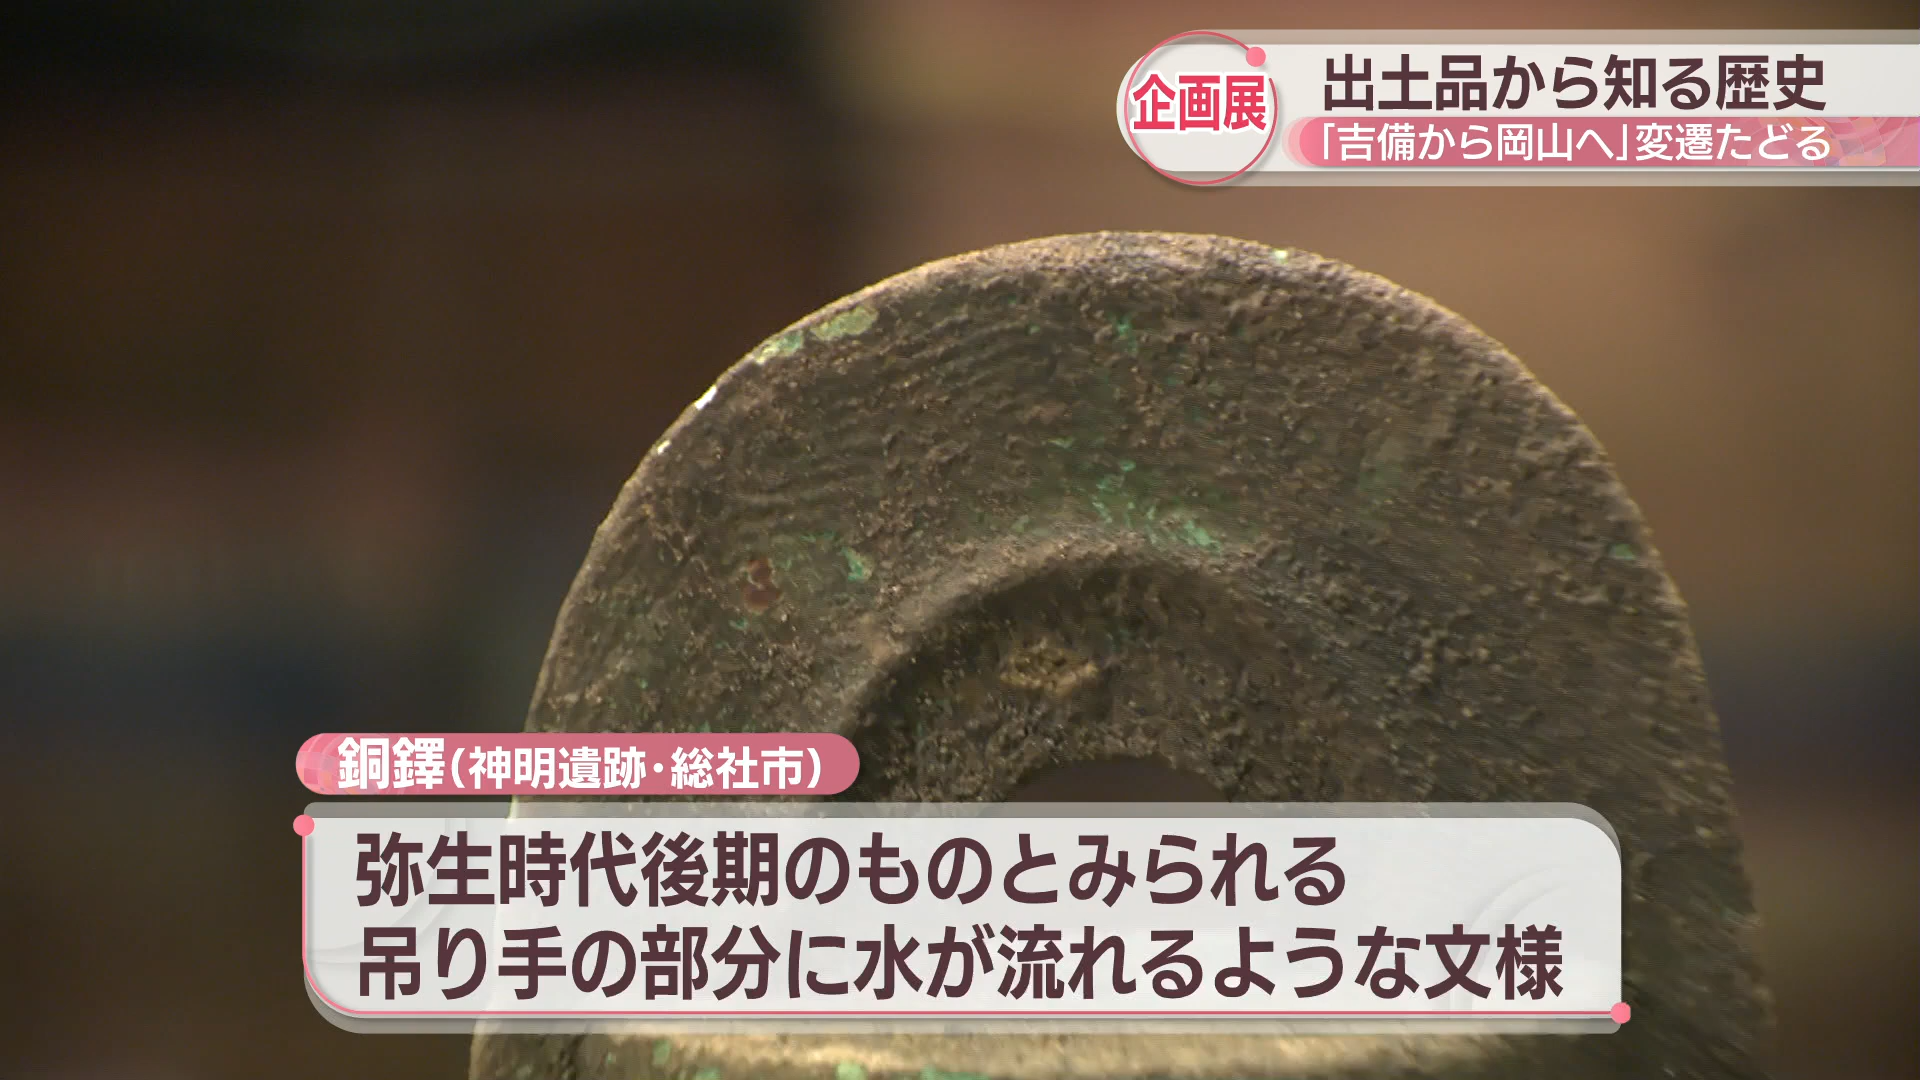 企画展
出土品から知る歴史
「吉備から岡山へ」変遷たどる
銅鐸(神明遺跡・総社市)
弥生時代後期のものとみられる
吊り手の部分に水が流れるような文様